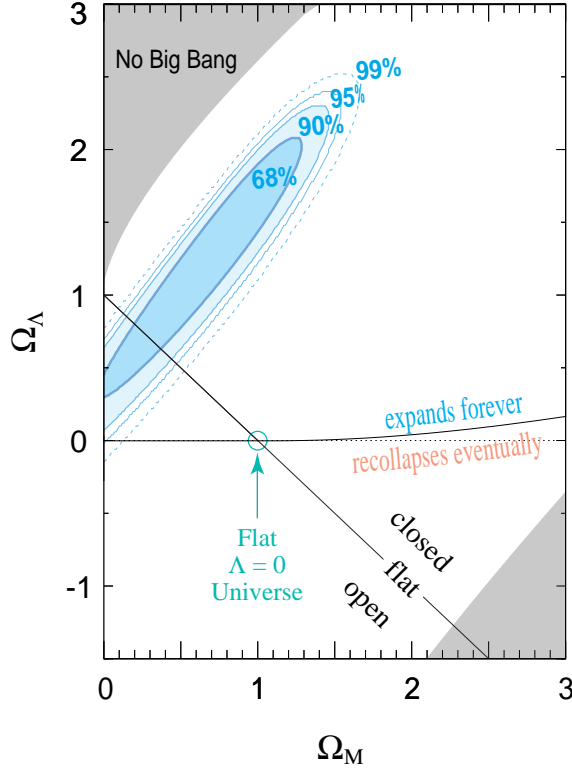 3
No Big Bang
99%
95%
90%
2
68%
1
Ω_Λ
expands forever
0
recollapses eventually
Flat
Λ = 0
Universe
closed
flat
open
-1
0
1
2
3
Ω_M